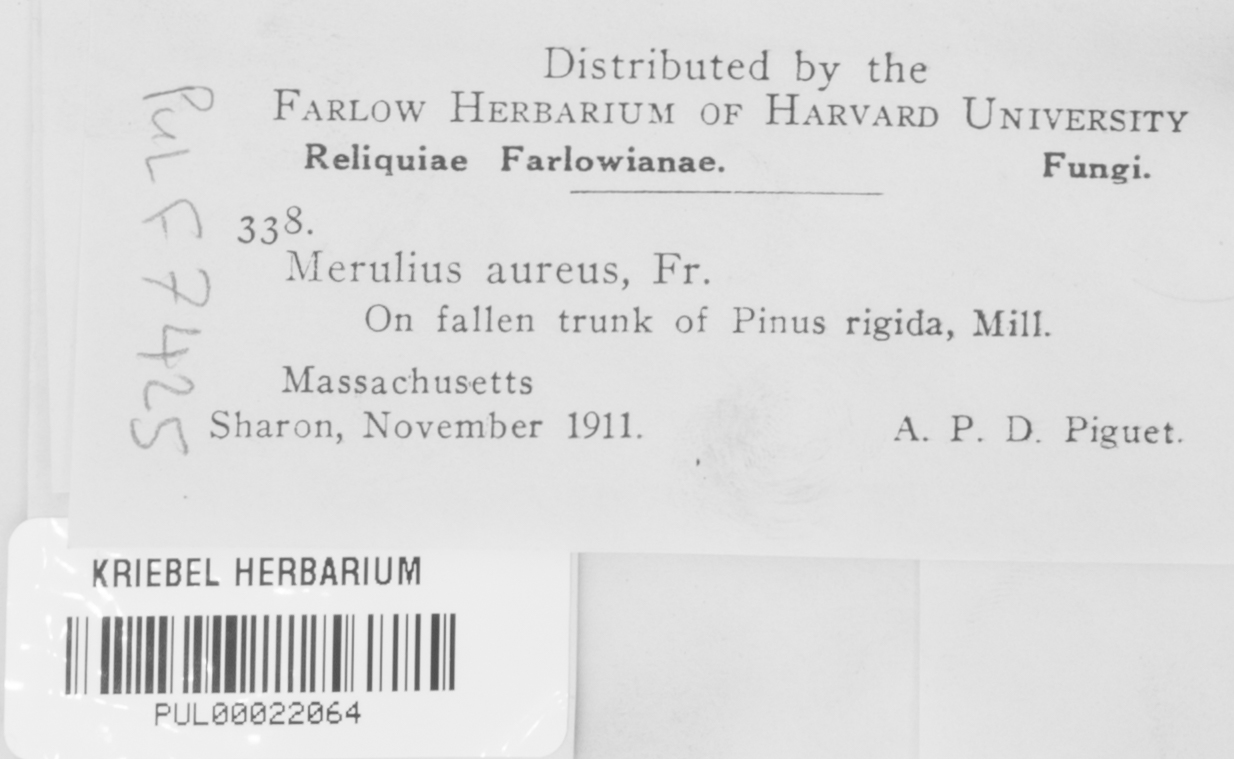 Distributed by the
FARLOW HERBARIUM OF HARVARD UNIVERSITY
Reliquiae Farlowianae. Fungi.
338.
Merulius aureus, Fr.
On fallen trunk of Pinus rigida, Mill.
Massachusetts
Sharon, November 1911. A. P. D. Piguet.
PUL F 7425
KRIEBEL HERBARIUM
PUL00022064